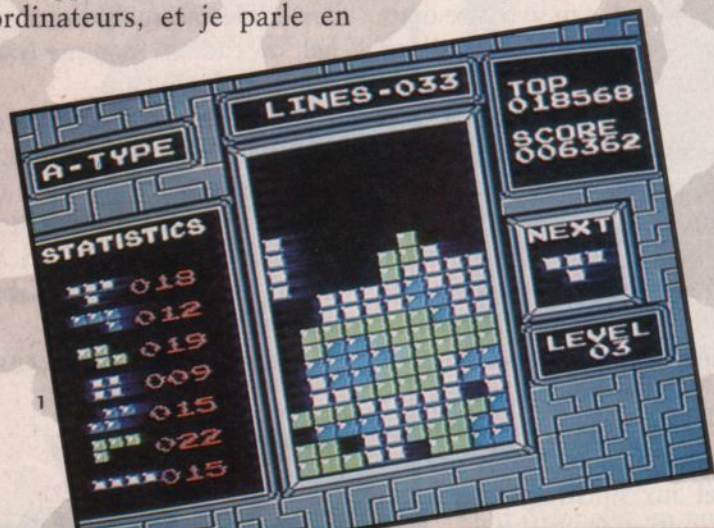 ordinateurs, et je parle en
LINES-033
TOP
018568
SCORE
006362
A-TYPE
STATISTICS
018
012
019
009
015
022
015
NEXT
LEVEL
03
1